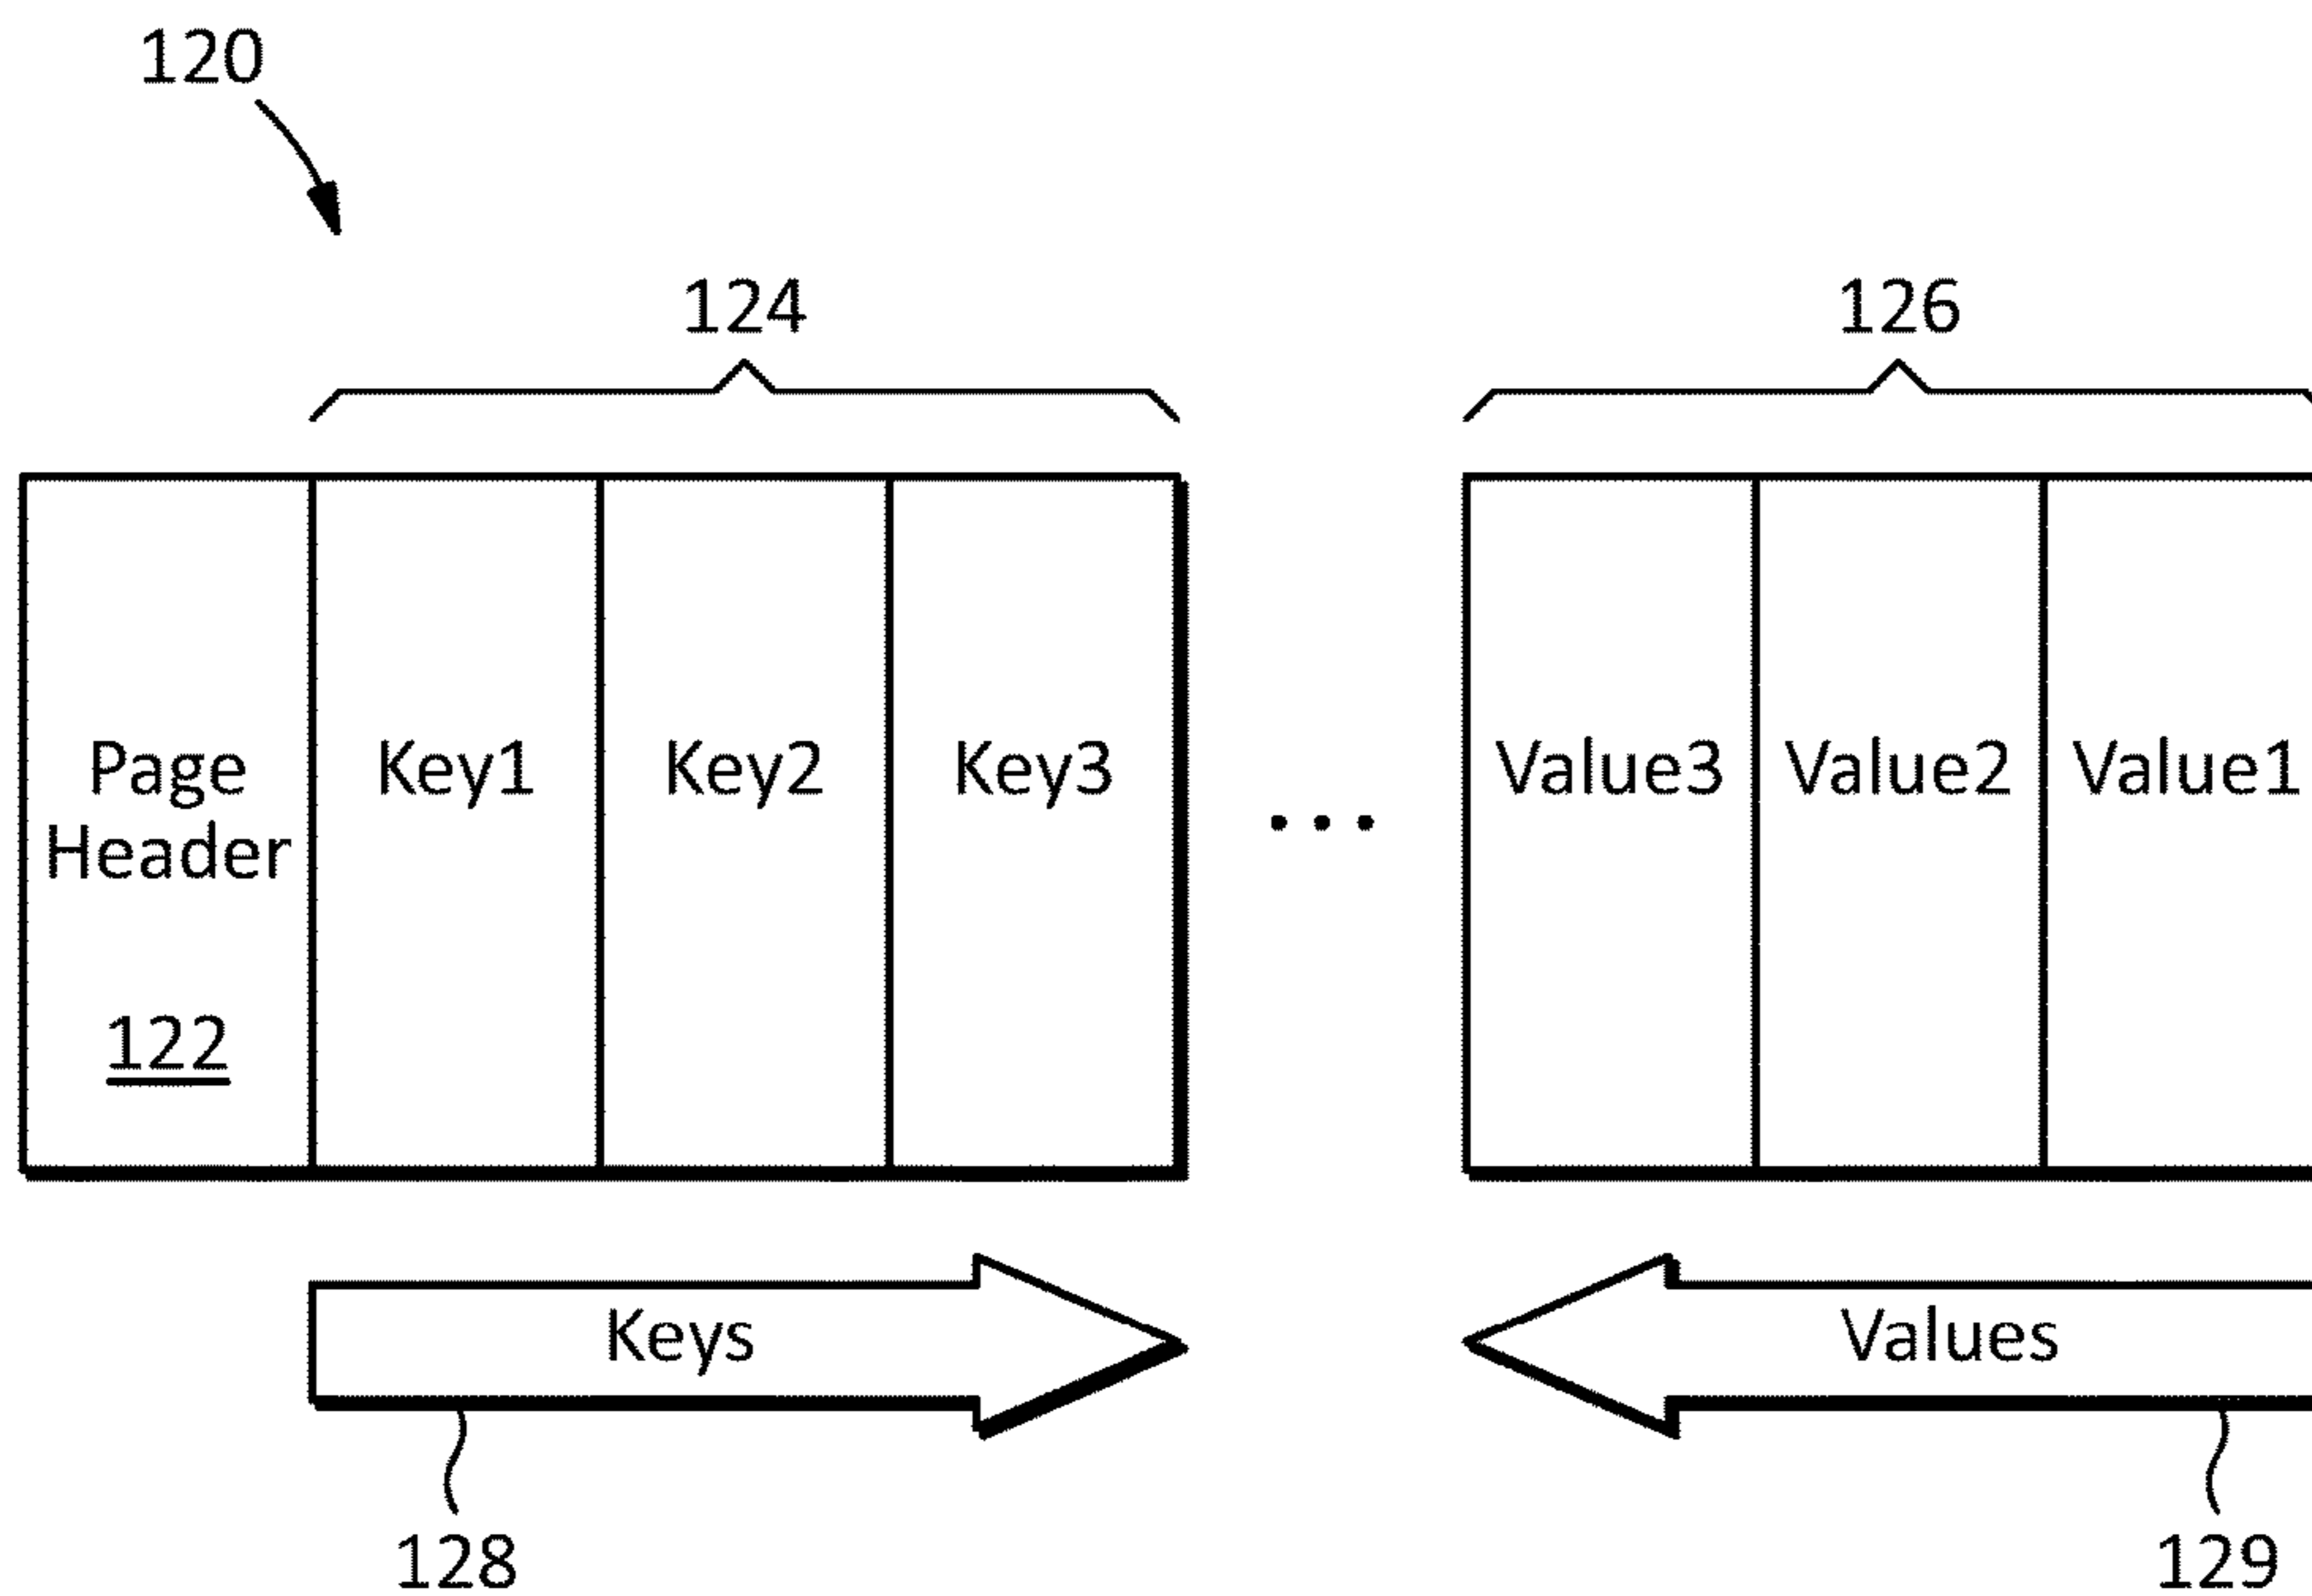 120
124
126
Page
Header
122
Key1
Key2
Key3
...
Value3
Value2
Value1
Keys
Values
128
129